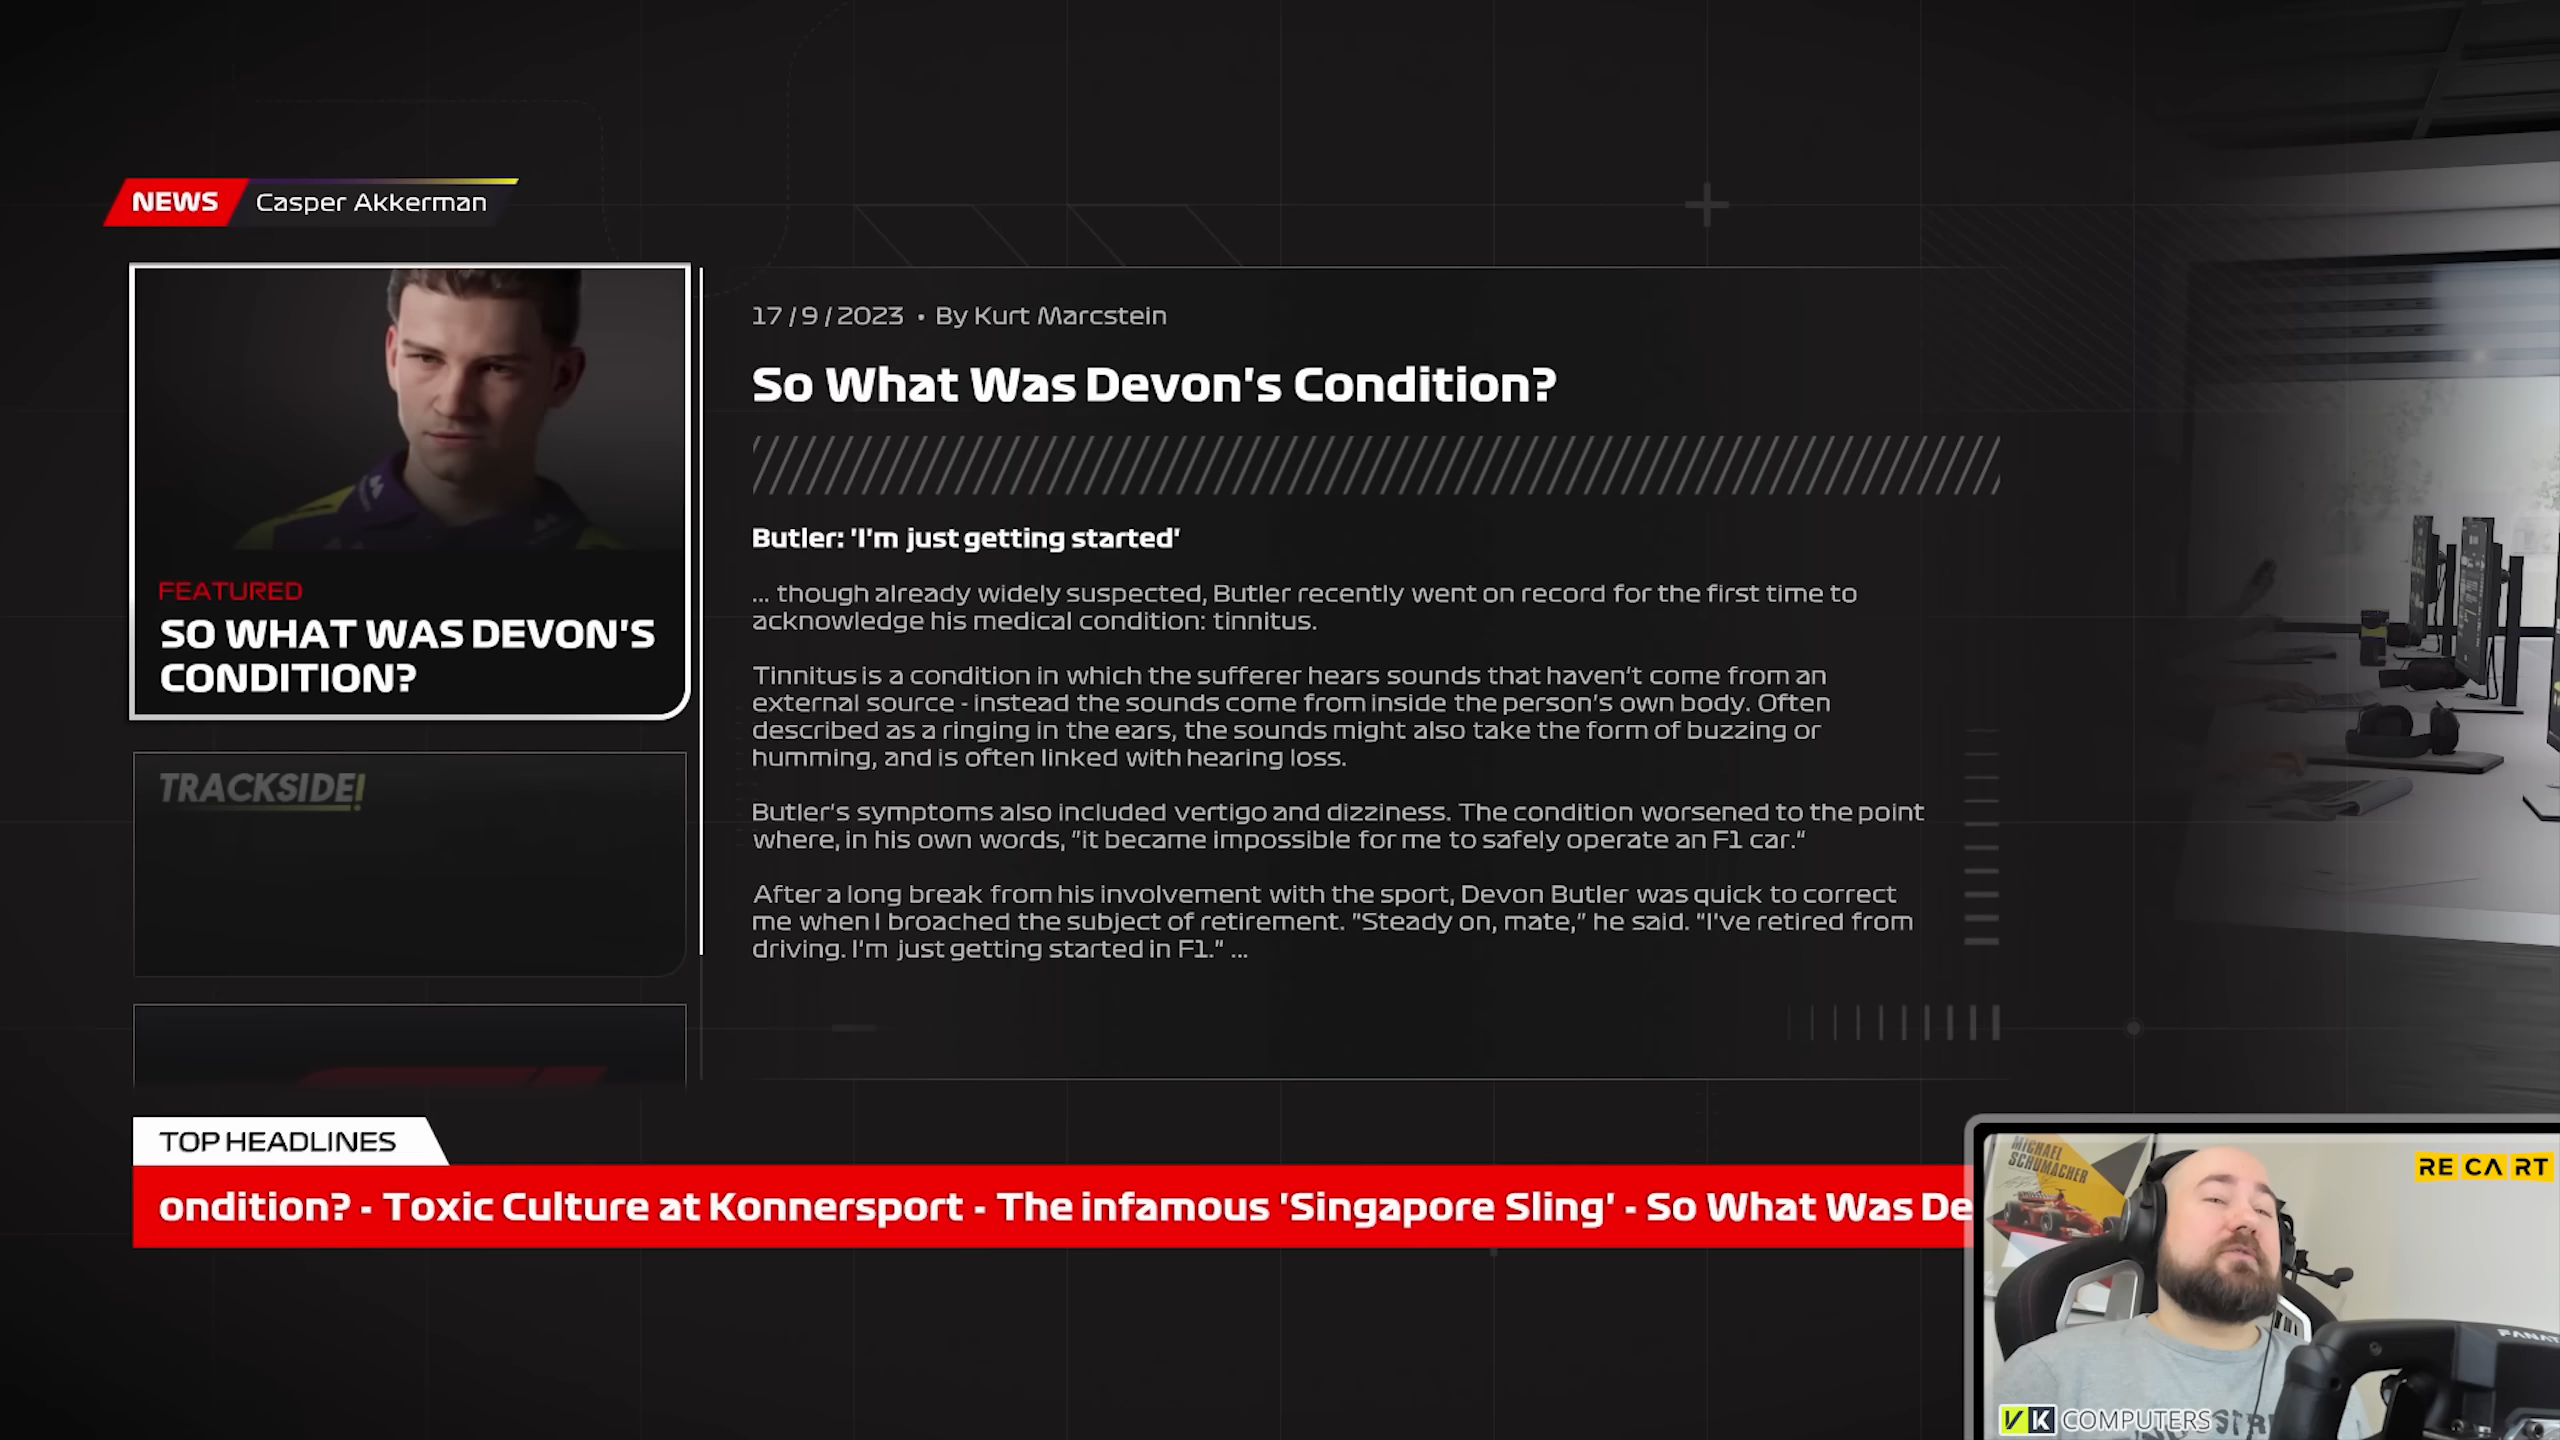 NEWS Casper Akkerman
FEATURED
SO WHAT WAS DEVON'S
CONDITION?
TRACKSIDE!
17/9/2023 • By Kurt Marcstein
So What Was Devon's Condition?
Butler: 'I'm just getting started'
... though already widely suspected, Butler recently went on record for the first time to
acknowledge his medical condition: tinnitus.
Tinnitus is a condition in which the sufferer hears sounds that haven't come from an
external source - instead the sounds come from inside the person's own body. Often
described as a ringing in the ears, the sounds might also take the form of buzzing or
humming, and is often linked with hearing loss.
Butler's symptoms also included vertigo and dizziness. The condition worsened to the point
where, in his own words, "it became impossible for me to safely operate an F1 car."
After a long break from his involvement with the sport, Devon Butler was quick to correct
me when I broached the subject of retirement. "Steady on, mate," he said. "I've retired from
driving. I'm just getting started in F1." ...
TOP HEADLINES
ondition? - Toxic Culture at Konnersport - The infamous 'Singapore Sling' - So What Was De
MICHAEL
SCHUMACHER
RECART
FANAT
VK COMPUTERS